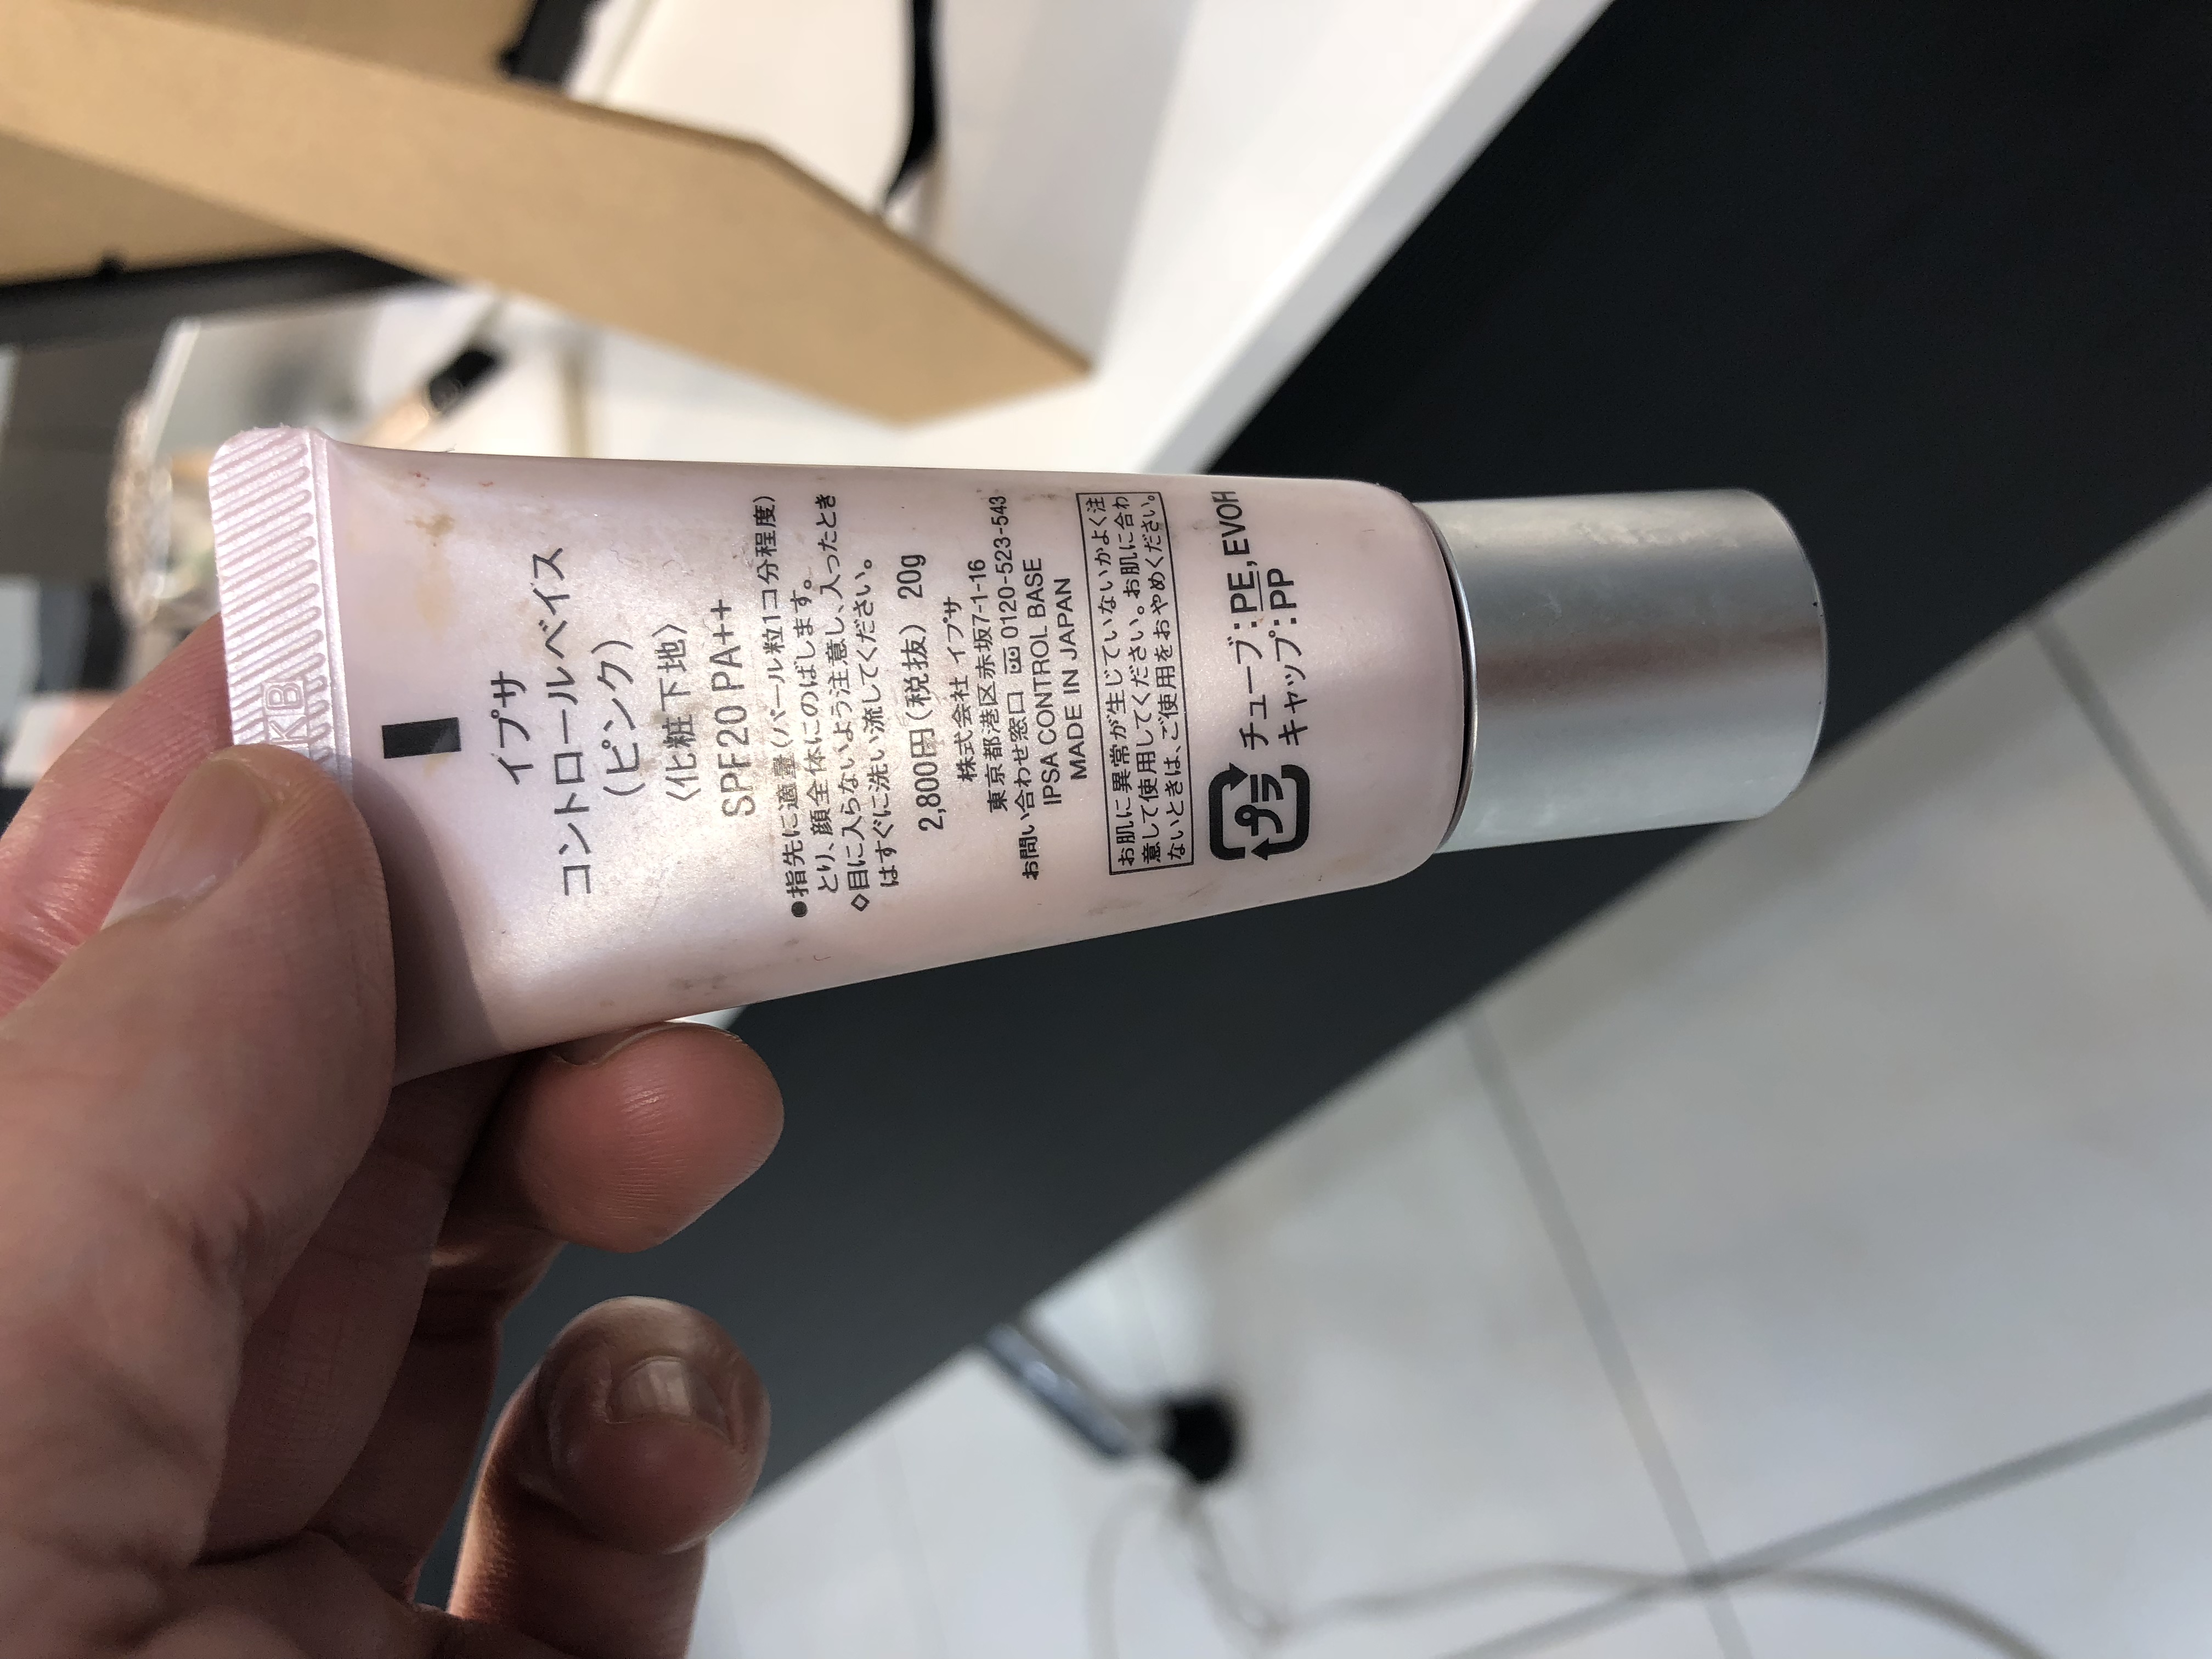 イプサ
コントロールベイス
(ピンク)
〈化粧下地〉
SPF20 PA++
●指先に適量(パール粒1コ分程度)
とり、顔全体にのばします。
◇目に入らないよう注意し、入ったとき
はすぐに洗い流してください。
2,800円(税抜) 20g
株式会社 イプサ
東京都港区赤坂7-1-16
お問い合わせ窓口 0120-523-543
IPSA CONTROL BASE
MADE IN JAPAN
お肌に異常が生じていないかよく注
意して使用してください。お肌に合わ
ないときは、ご使用をおやめください。
プラ
チューブ:PE,EVOH
キャップ:PP